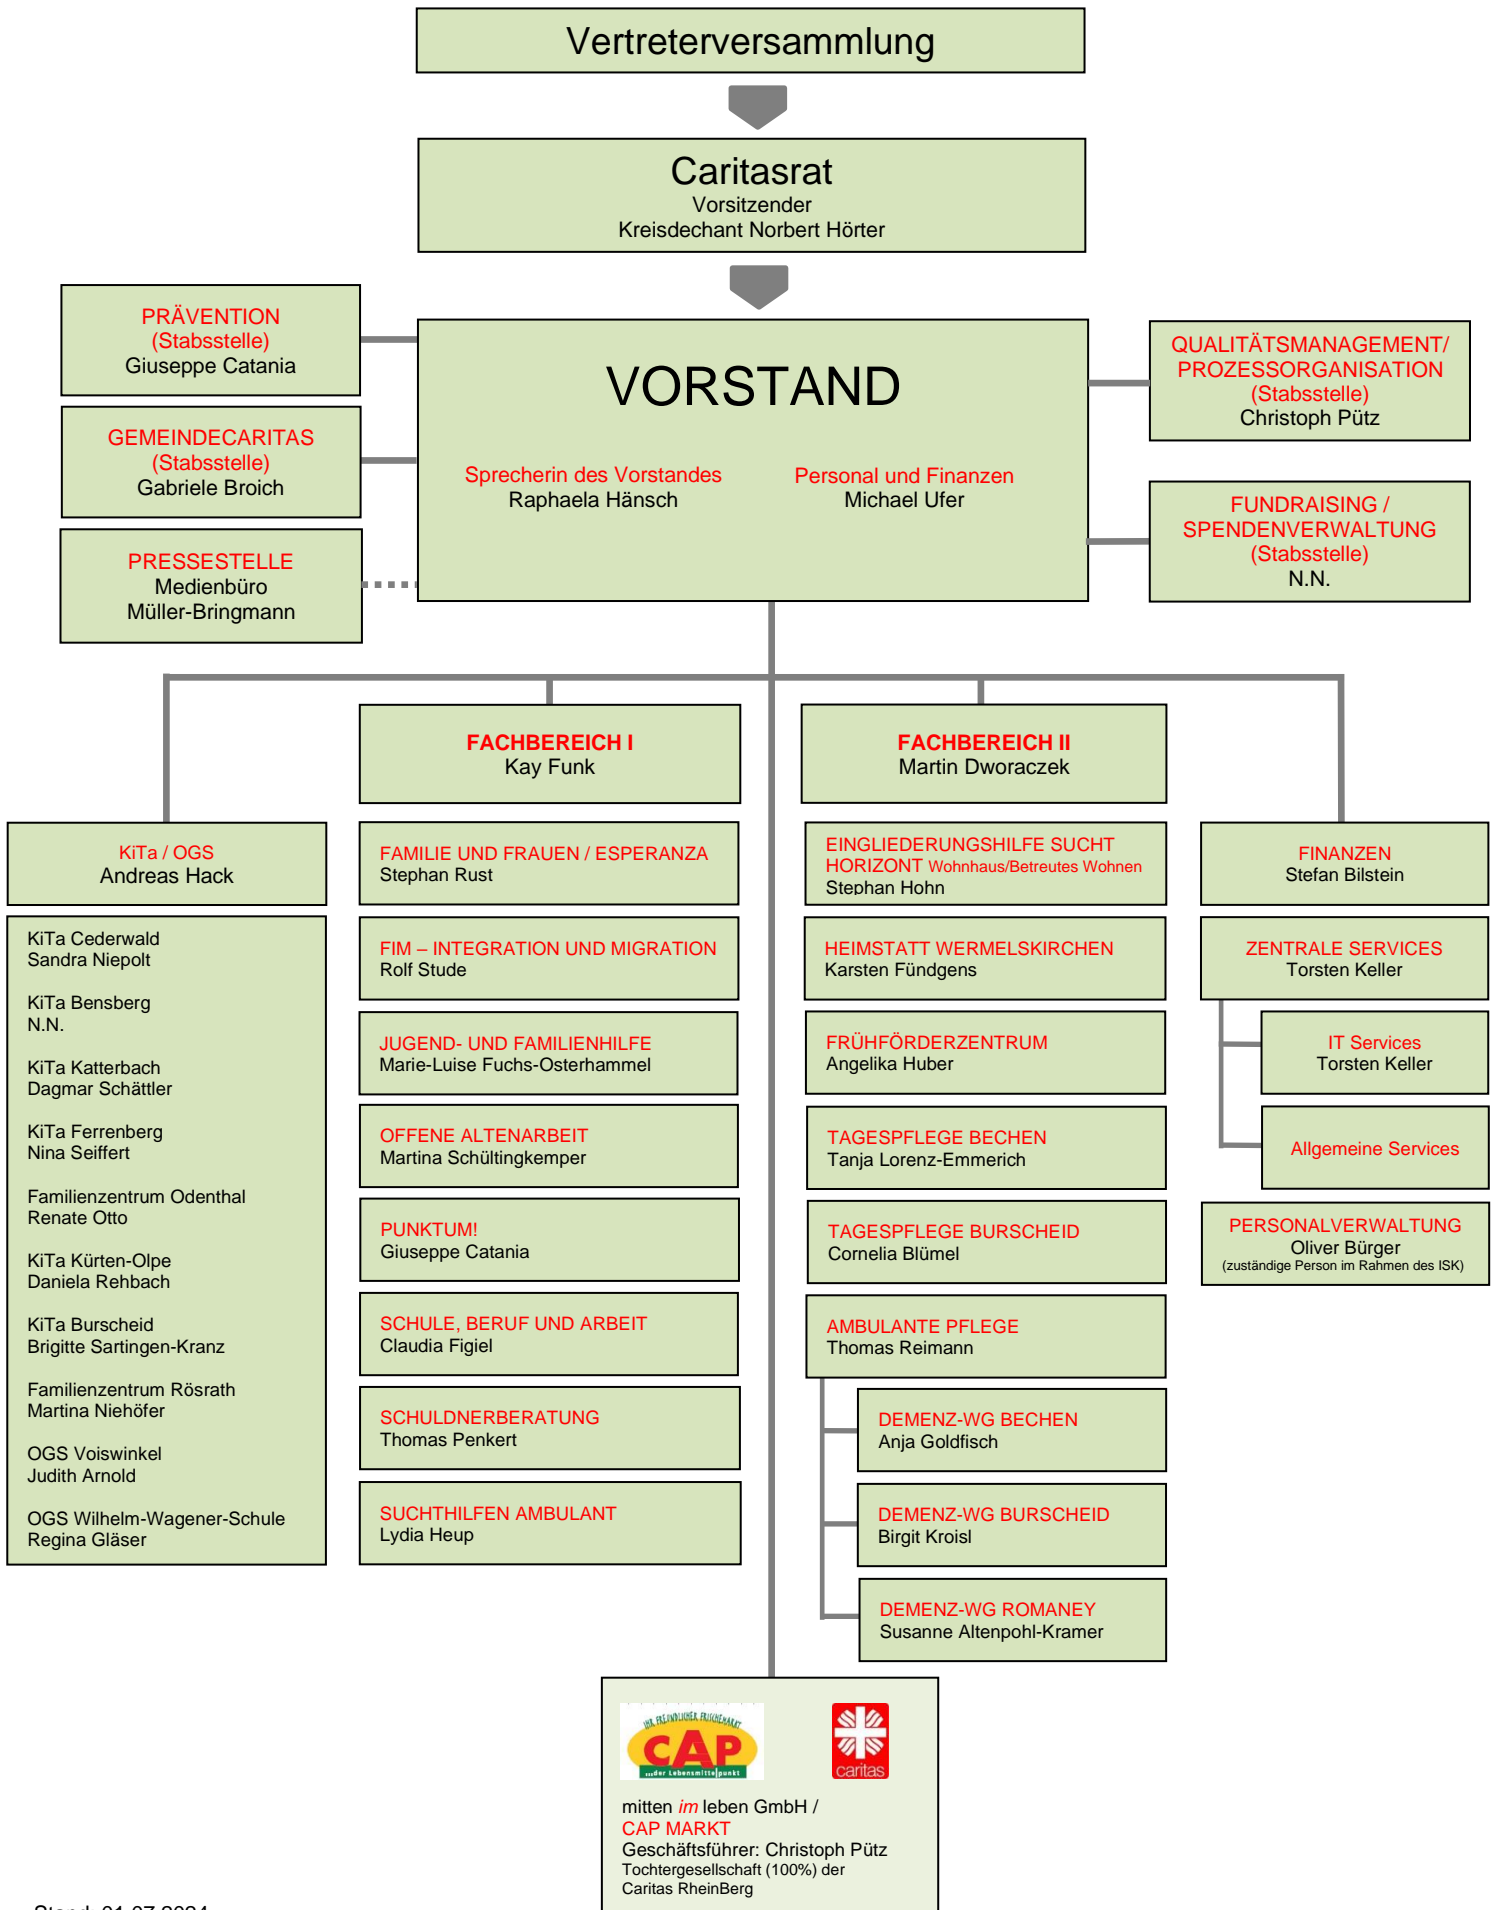 Vertreterversammlung
Caritasrat
Vorsitzender
Kreisdechant Norbert Hörter
PRÄVENTION
(Stabsstelle)
Giuseppe Catania
GEMEINDECARITAS
(Stabsstelle)
Gabriele Broich
PRESSESTELLE
Medienbüro
Müller-Bringmann
VORSTAND
Sprecherin des Vorstandes
Raphaela Hänsch
Personal und Finanzen
Michael Ufer
QUALITÄTSMANAGEMENT/
PROZESSORGANISATION
(Stabsstelle)
Christoph Pütz
FUNDRAISING /
SPENDENVERWALTUNG
(Stabsstelle)
N.N.
KiTa / OGS
Andreas Hack
KiTa Cederwald
Sandra Niepolt
KiTa Bensberg
N.N.
KiTa Katterbach
Dagmar Schättler
KiTa Ferrenberg
Nina Seiffert
Familienzentrum Odenthal
Renate Otto
KiTa Kürten-Olpe
Daniela Rehbach
KiTa Burscheid
Brigitte Sartingen-Kranz
Familienzentrum Rösrath
Martina Niehöfer
OGS Voiswinkel
Judith Arnold
OGS Wilhelm-Wagener-Schule
Regina Gläser
FACHBEREICH I
Kay Funk
FAMILIE UND FRAUEN / ESPERANZA
Stephan Rust
FIM – INTEGRATION UND MIGRATION
Rolf Stude
JUGEND- UND FAMILIENHILFE
Marie-Luise Fuchs-Osterhammel
OFFENE ALTENARBEIT
Martina Schültingkemper
PUNKTUM!
Giuseppe Catania
SCHULE, BERUF UND ARBEIT
Claudia Figiel
SCHULDNERBERATUNG
Thomas Penkert
SUCHTHILFEN AMBULANT
Lydia Heup
FACHBEREICH II
Martin Dworaczek
EINGLIEDERUNGSHILFE SUCHT
HORIZONT Wohnhaus/Betreutes Wohnen
Stephan Hohn
HEIMSTATT WERMELSKIRCHEN
Karsten Fündgens
FRÜHFÖRDERZENTRUM
Angelika Huber
TAGESPFLEGE BECHEN
Tanja Lorenz-Emmerich
TAGESPFLEGE BURSCHEID
Cornelia Blümel
AMBULANTE PFLEGE
Thomas Reimann
DEMENZ-WG BECHEN
Anja Goldfisch
DEMENZ-WG BURSCHEID
Birgit Kroisl
DEMENZ-WG ROMANEY
Susanne Altenpohl-Kramer
FINANZEN
Stefan Bilstein
ZENTRALE SERVICES
Torsten Keller
IT Services
Torsten Keller
Allgemeine Services
PERSONALVERWALTUNG
Oliver Bürger
(zuständige Person im Rahmen des ISK)
IHR FREUNDLICHER FRISCHEMARKT
CAP
...der Lebensmittelpunkt
caritas
mitten im leben GmbH /
CAP MARKT
Geschäftsführer: Christoph Pütz
Tochtergesellschaft (100%) der
Caritas RheinBerg
Stand: 01.07.2024